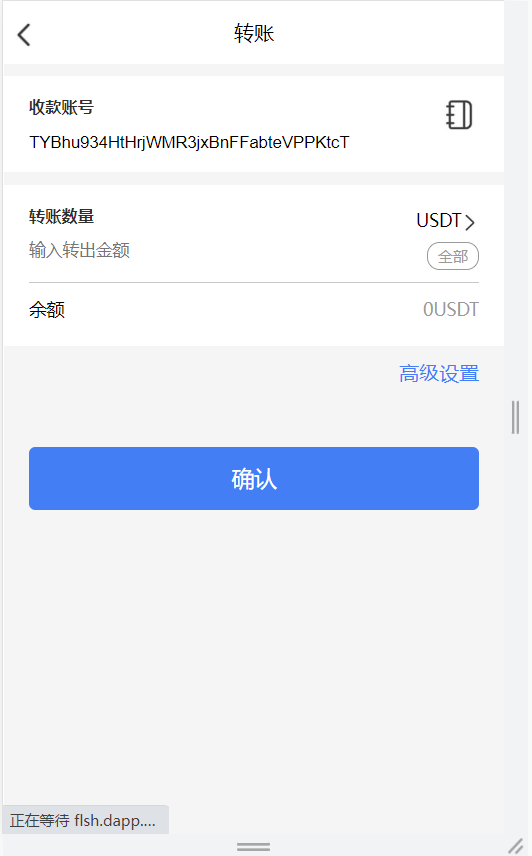 转账
收款账号
TYBhu934HtHrjWMR3jxBnFFabteVPPKtcT
转账数量
USDT
输入转出金额
全部
余额
0USDT
高级设置
确认
正在等待 flsh.dapp....